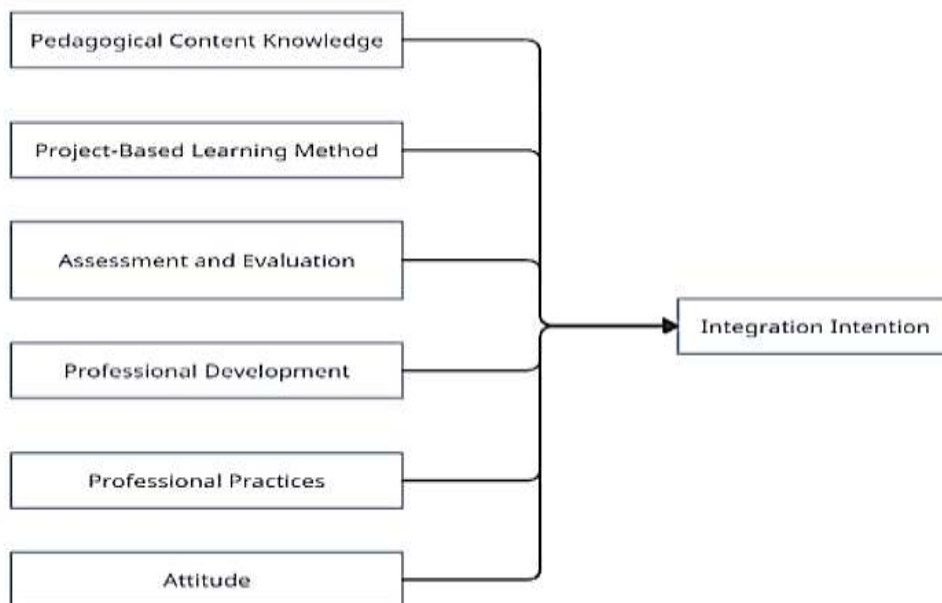 Pedagogical Content Knowledge
Project-Based Learning Method
Assessment and Evaluation
Integration Intention
Professional Development
Professional Practices
Attitude